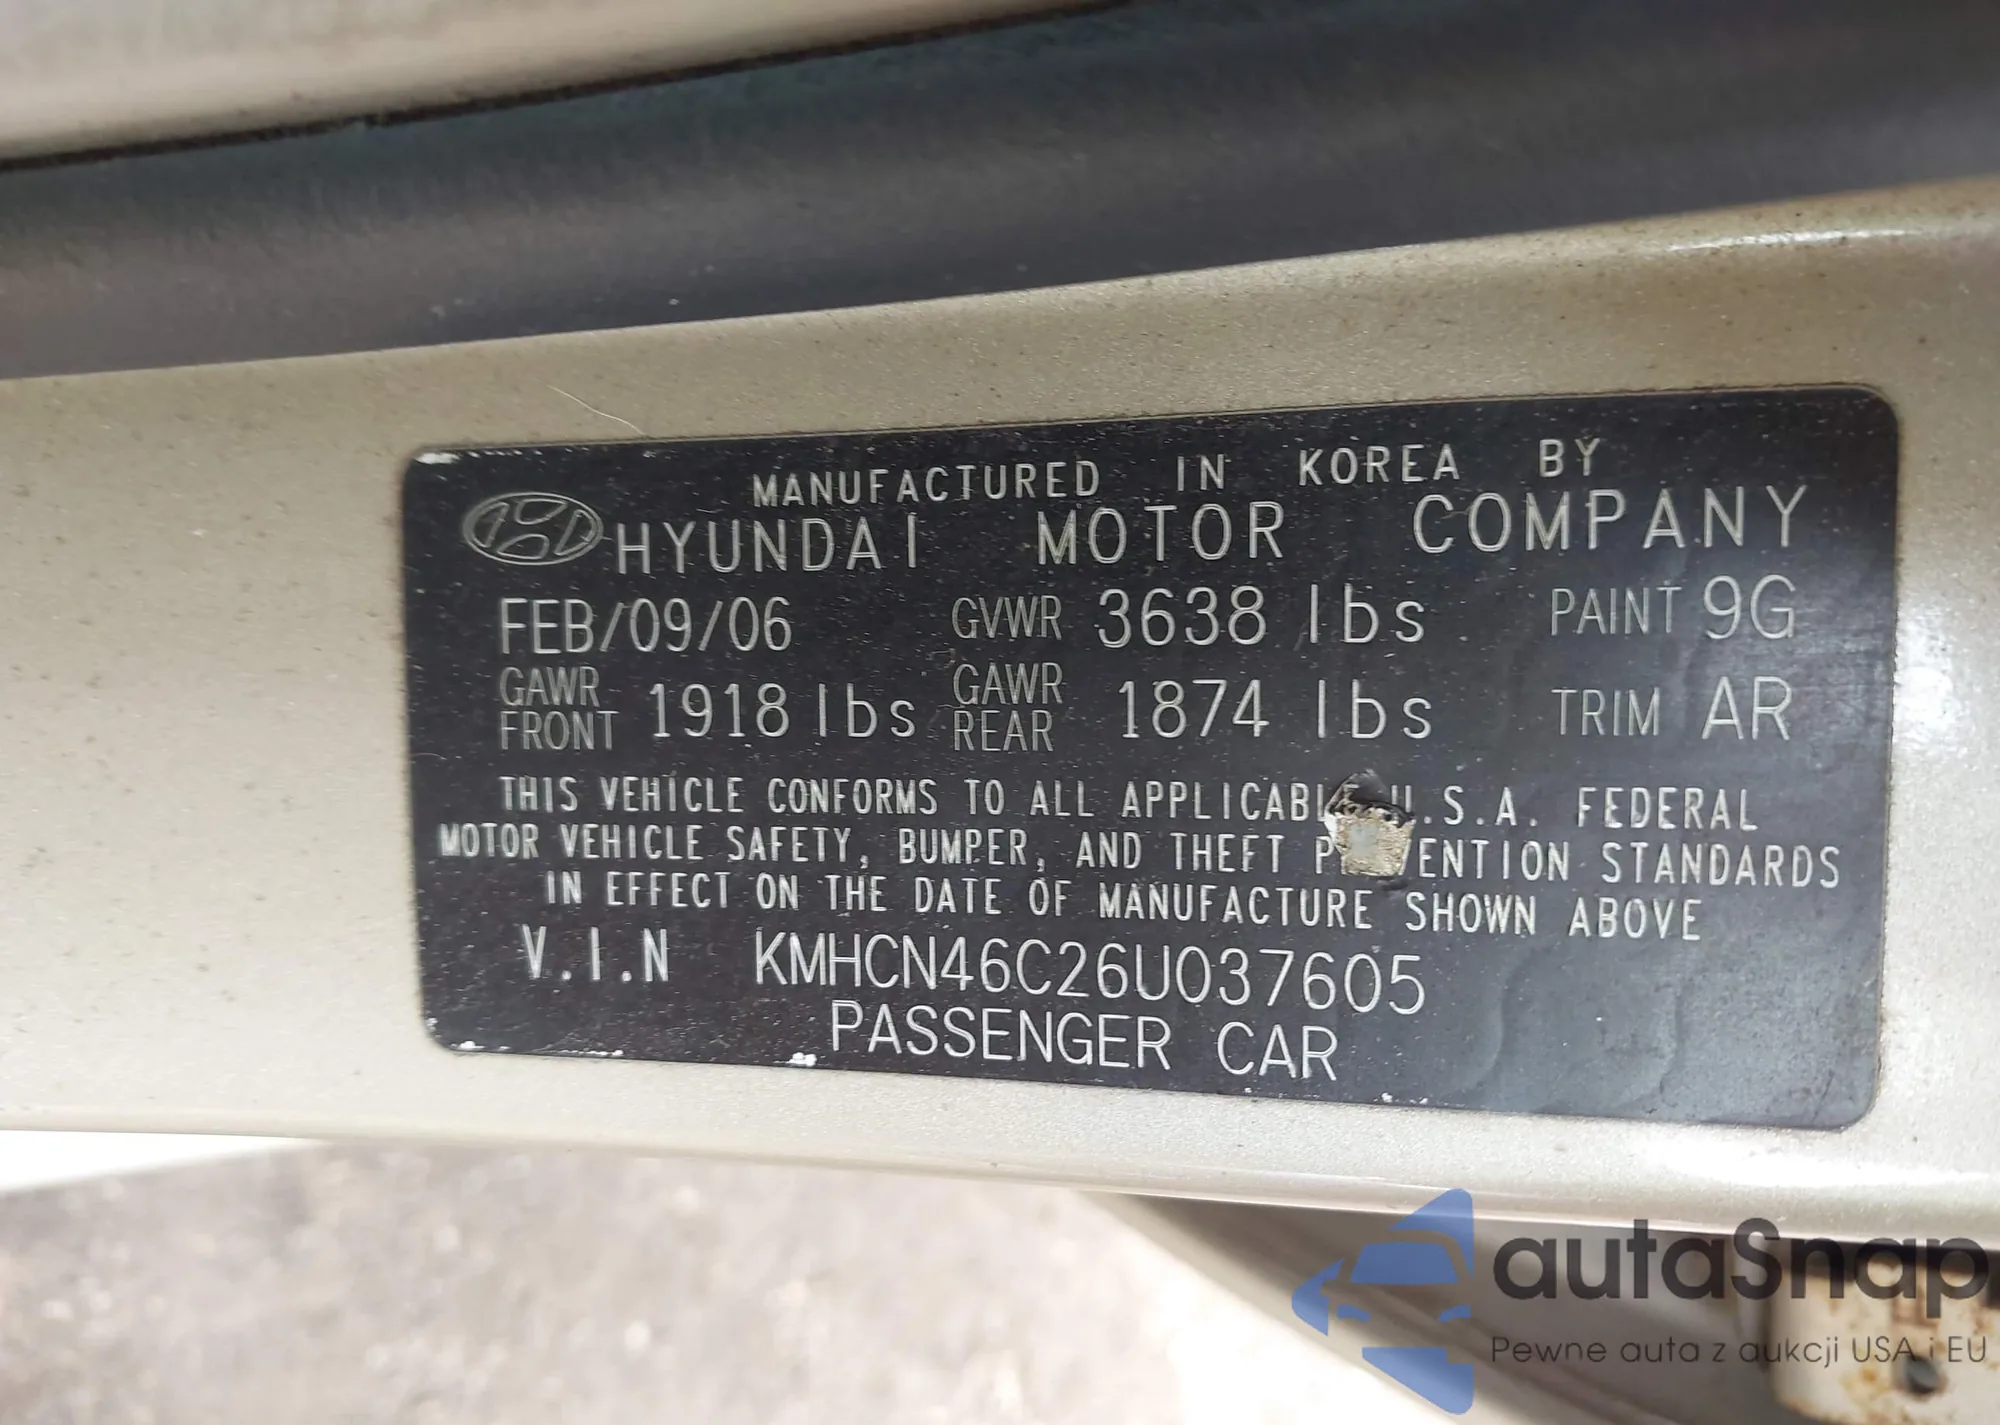 MANUFACTURED IN KOREA BY
HYUNDAI MOTOR COMPANY
FEB/09/06 GVWR 3638 lbs PAINT 9G
GAWR FRONT 1918 lbs GAWR REAR 1874 lbs TRIM AR
THIS VEHICLE CONFORMS TO ALL APPLICABLE U.S.A. FEDERAL
MOTOR VEHICLE SAFETY, BUMPER, AND THEFT P VENTION STANDARDS
IN EFFECT ON THE DATE OF MANUFACTURE SHOWN ABOVE
V.I.N KMHCN46C26U037605
PASSENGER CAR
autaSnap
Pewne auta z aukcji USA i EU